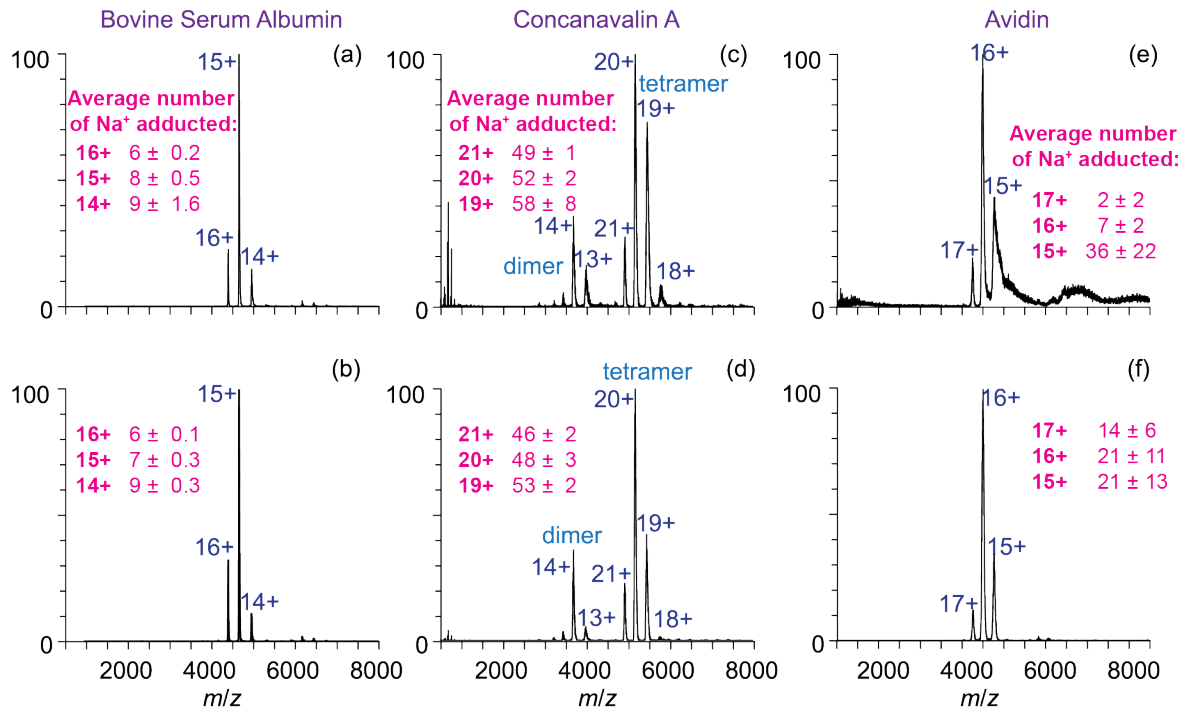 Bovine Serum Albumin
(a)
100
0
15+
16+
14+
Average number
of Na⁺ adducted:
16+ 6 ± 0.2
15+ 8 ± 0.5
14+ 9 ± 1.6
Concanavalin A
(c)
100
0
20+
tetramer
19+
Average number
of Na⁺ adducted:
21+ 49 ± 1
20+ 52 ± 2
19+ 58 ± 8
14+
21+
13+
dimer
18+
Avidin
(e)
100
0
16+
Average number
of Na⁺ adducted:
15+
17+ 2 ± 2
16+ 7 ± 2
15+ 36 ± 22
17+
(b)
100
0
15+
16+ 6 ± 0.1
15+ 7 ± 0.3
14+ 9 ± 0.3
16+
14+
2000 4000 6000 8000
m/z
tetramer
(d)
100
0
20+
21+ 46 ± 2
20+ 48 ± 3
19+ 53 ± 2
dimer
19+
14+
21+
13+
18+
2000 4000 6000 8000
m/z
(f)
100
0
16+
17+ 14 ± 6
16+ 21 ± 11
15+ 21 ± 13
15+
17+
2000 4000 6000 8000
m/z